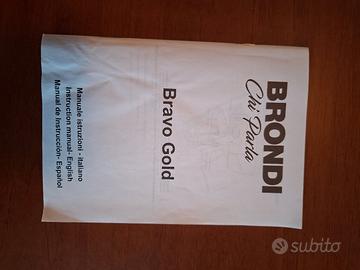 BRONDI
Chi Parla
Bravo Gold
Manuale istruzioni - italiano
Instruction manual- English
Manual de Instrucción- Español
subito